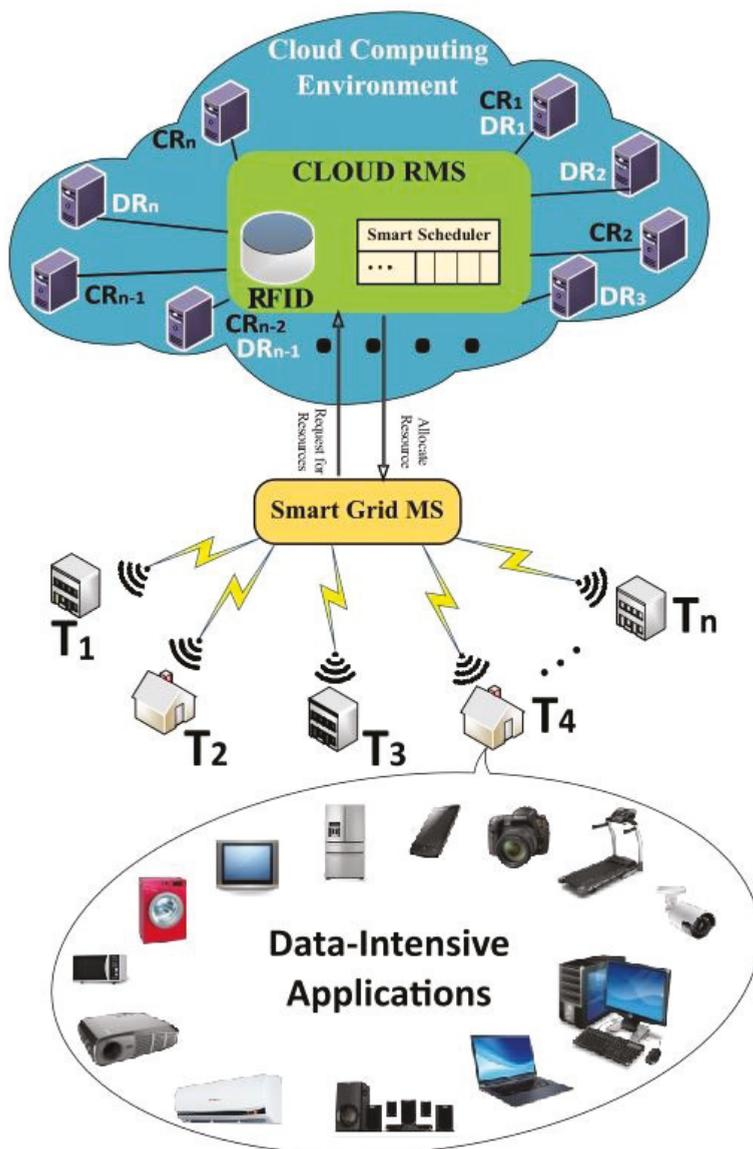 Cloud Computing
Environment
CRn
CR1
DR1
DRn
CLOUD RMS
DR2
Smart Scheduler
• • •
CR2
CRn-1
RFID
DR3
CRn-2
DRn-1
Request for
Resources
Allocate
Resource
Smart Grid MS
T1
T2
T3
T4
• • •
Tn
Data-Intensive
Applications